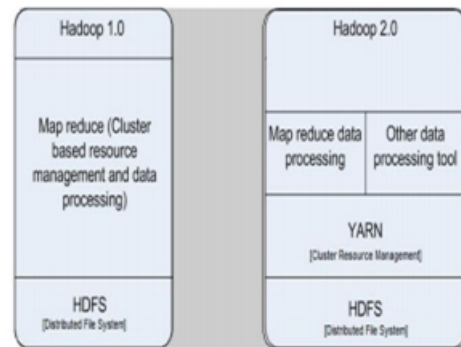 Hadoop 1.0
Map reduce (Cluster
based resource
management and data
processing)
HDFS
[Distributed File System]
Hadoop 2.0
Map reduce data
processing
Other data
processing tool
YARN
[Cluster Resource Management]
HDFS
[Distributed File System]